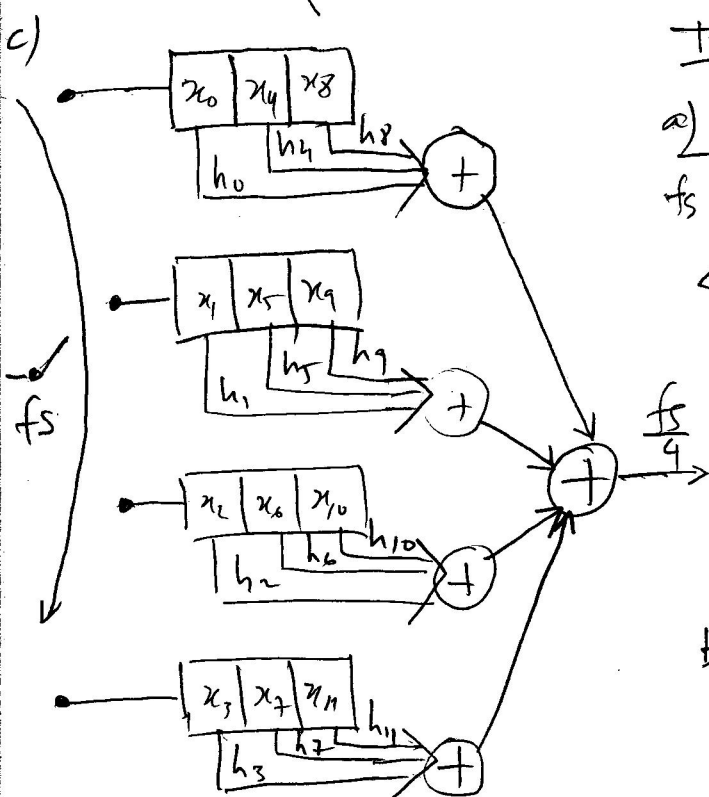 c)
x₀ x₄ x₈
h₀ h₄ h₈
+
x₁ x₅ x₉
h₁ h₅ h₉
+
fs
x₂ x₆ x₁₀
h₂ h₆ h₁₀
+
x₃ x₇ x₁₁
h₃ h₇ h₁₁
+
+
fs/4
a)
fs